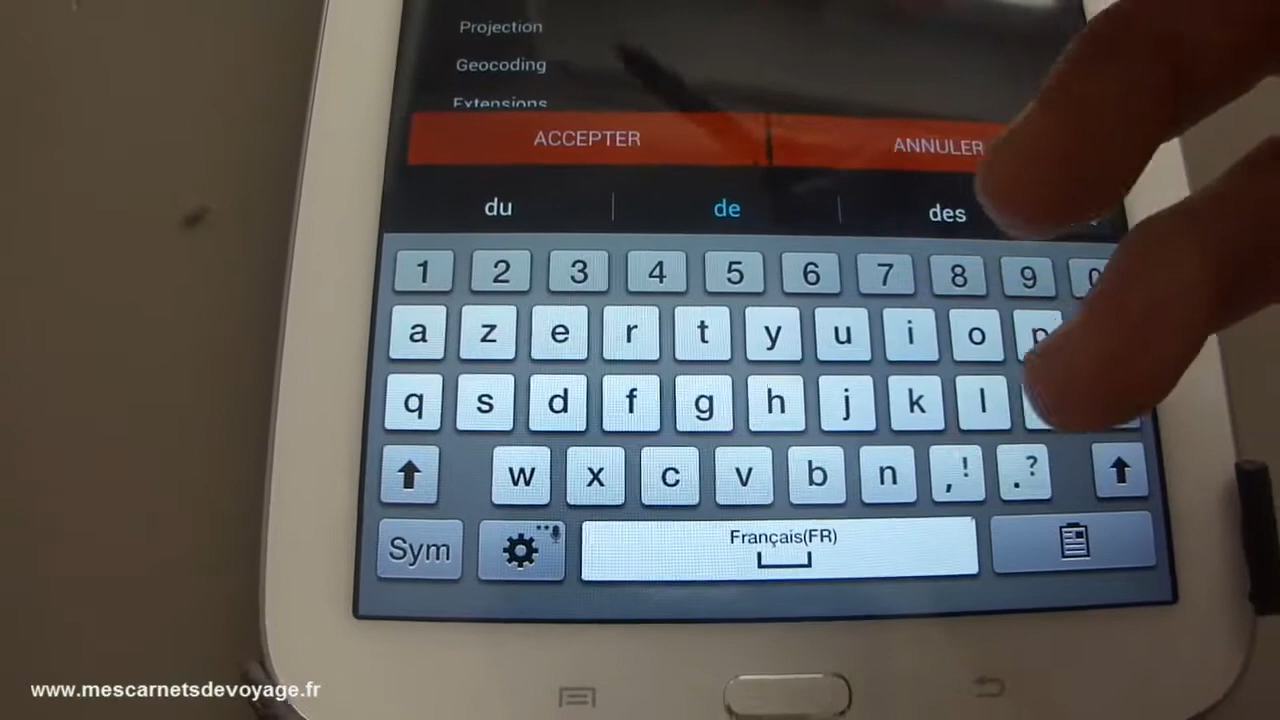 Projection
Geocoding
Extensions
ACCEPTER ANNULER
du de des
1 2 3 4 5 6 7 8 9 0
a z e r t y u i o p
q s d f g h j k l
w x c v b n ,! .?
Sym Français(FR)
www.mescarnetsdevoyage.fr